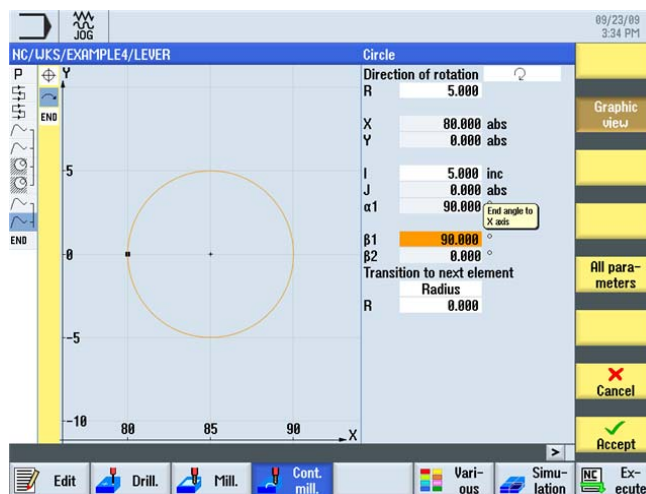 JOG
09/23/09
3:34 PM
NC/WKS/EXAMPLE4/LEVER
Circle
P
Y
END
END
5
0
-5
-10
80
85
90
X
Direction of rotation
R 5.000
X 80.000 abs
Y 0.000 abs
I 5.000 inc
J 0.000 abs
α1 90.000 °
End angle to
X axis
β1 90.000 °
β2 0.000 °
Transition to next element
Radius
R 0.000
Graphic
view
All para-
meters
Cancel
Accept
>
Edit
Drill.
Mill.
Cont.
mill.
Vari-
ous
Simu-
lation
NC
Ex-
ecute